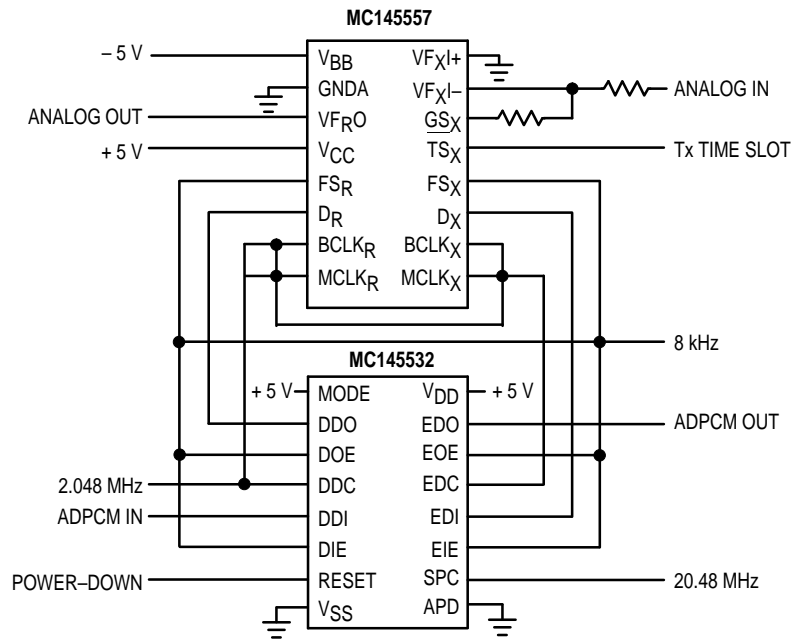 MC145557
– 5 V
VBB
VFXI+
GNDA
VFXI–
ANALOG IN
ANALOG OUT
VFRO
GSX
+ 5 V
VCC
TSX
Tx TIME SLOT
FSR
FSX
DR
DX
BCLKR
BCLKX
MCLKR
MCLKX
8 kHz
MC145532
+ 5 V
MODE
VDD
+ 5 V
DDO
EDO
ADPCM OUT
DOE
EOE
2.048 MHz
DDC
EDC
ADPCM IN
DDI
EDI
DIE
EIE
POWER–DOWN
RESET
SPC
20.48 MHz
VSS
APD